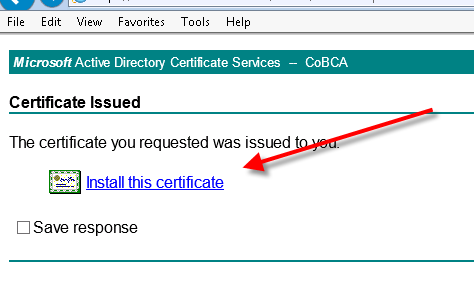 File Edit View Favorites Tools Help
Microsoft Active Directory Certificate Services -- CoBCA
Certificate Issued
The certificate you requested was issued to you.
Install this certificate
Save response